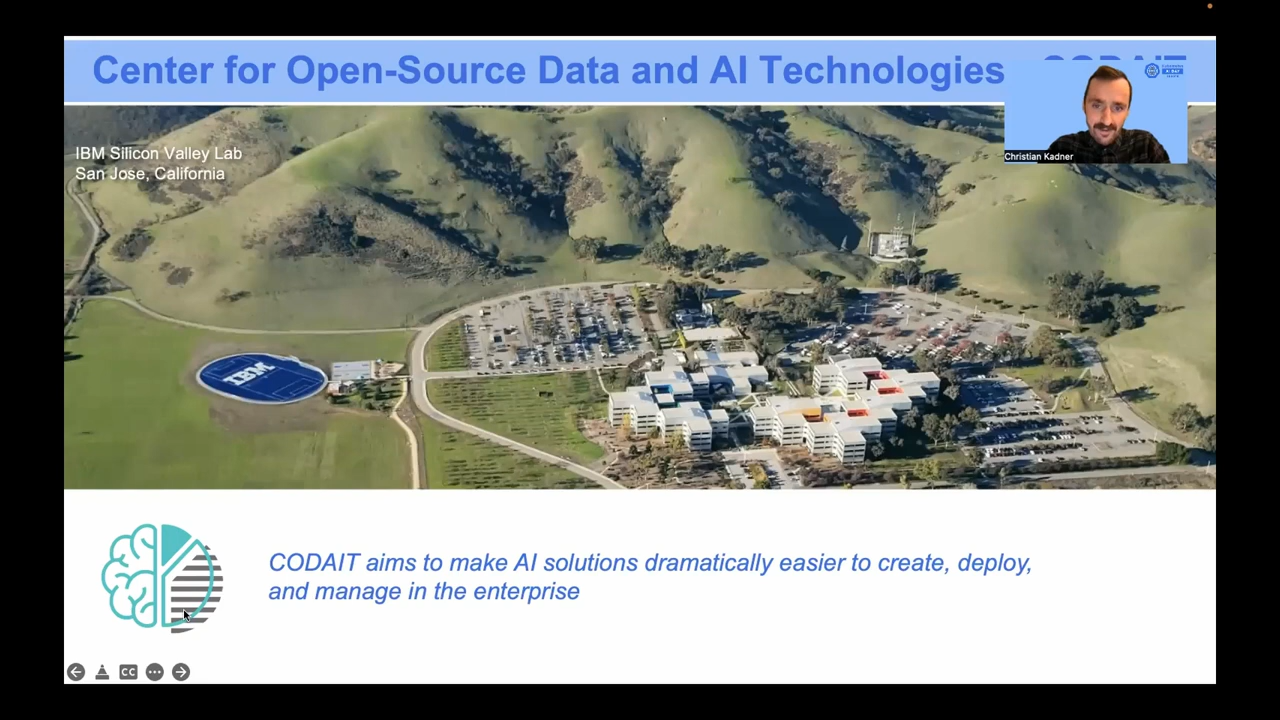 Center for Open-Source Data and AI Technologies
IBM Silicon Valley Lab
San Jose, California
Christian Kadner
IBM
CODAIT aims to make AI solutions dramatically easier to create, deploy,
and manage in the enterprise
CC